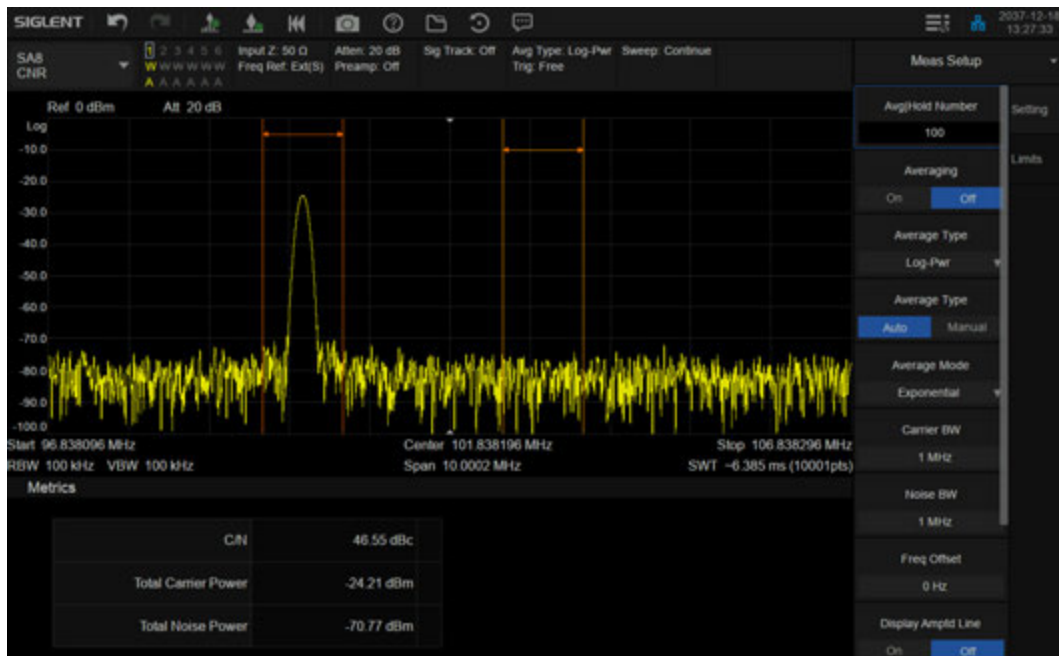 SIGLENT
2037-12-18
13:27:33
SA8
CNR
1 2 3 4 5 6
W W W W W W
A A A A A A
Input Z: 50 Ω
Freq Ref: Ext(S)
Atten: 20 dB
Preamp: Off
Sig Track: Off
Avg Type: Log-Pwr
Trig: Free
Sweep: Continue
Meas Setup
Ref 0 dBm
Att 20 dB
Log
-10.0
-20.0
-30.0
-40.0
-50.0
-60.0
-70.0
-80.0
-90.0
-100.0
Start 96.838096 MHz
Center 101.838196 MHz
Stop 106.838296 MHz
RBW 100 kHz VBW 100 kHz
Span 10.0002 MHz
SWT ~6.385 ms (10001pts)
Metrics
C/N 46.55 dBc
Total Carrier Power -24.21 dBm
Total Noise Power -70.77 dBm
Avg|Hold Number
100
Averaging
On Off
Average Type
Log-Pwr
Average Type
Auto Manual
Average Mode
Exponential
Carrier BW
1 MHz
Noise BW
1 MHz
Freq Offset
0 Hz
Display Ampltd Line
On Off
Setting
Limits